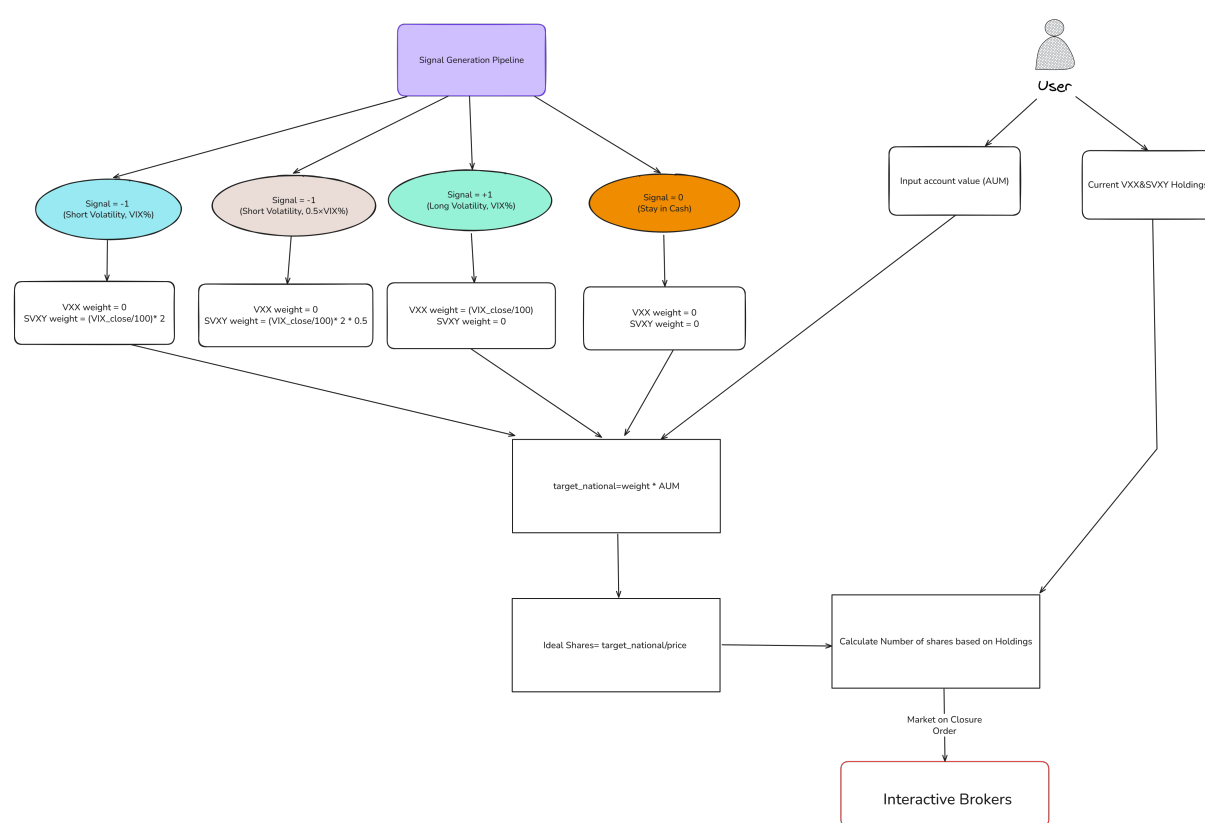 Signal Generation Pipeline
User
Input account value (AUM)
Current VXX&SVXY Holdings
Signal = -1
(Short Volatility, VIX%)
Signal = -1
(Short Volatility, 0.5×VIX%)
Signal = +1
(Long Volatility, VIX%)
Signal = 0
(Stay in Cash)
VXX weight = 0
SVXY weight = (VIX_close/100)* 2
VXX weight = 0
SVXY weight = (VIX_close/100)* 2 * 0.5
VXX weight = (VIX_close/100)
SVXY weight = 0
VXX weight = 0
SVXY weight = 0
target_national=weight * AUM
Ideal Shares= target_national/price
Calculate Number of shares based on Holdings
Market on Closure
Order
Interactive Brokers